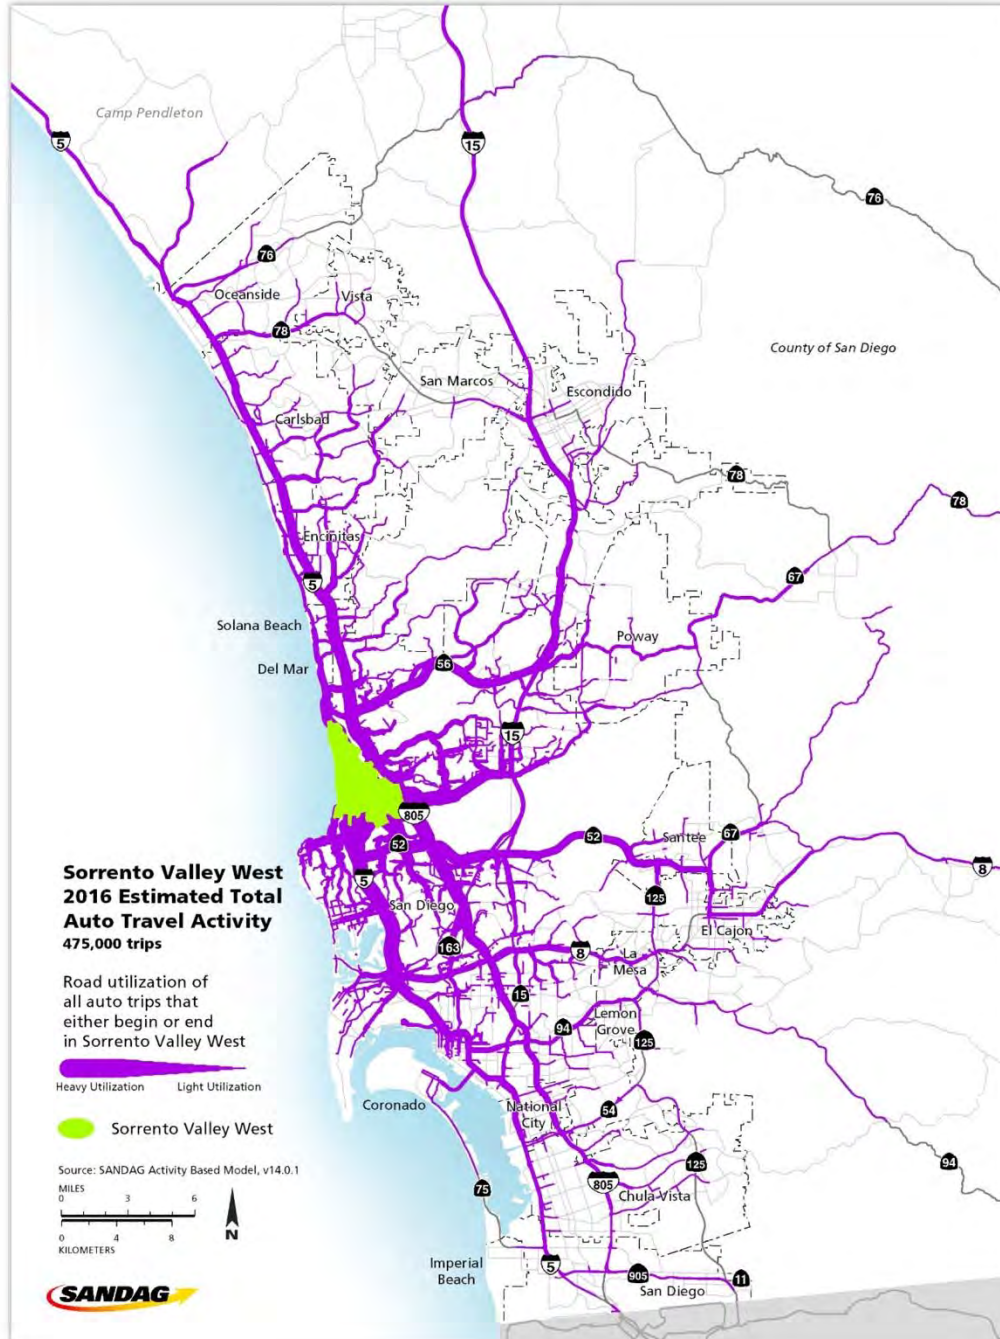 Camp Pendleton
5
15
76
76
Oceanside
Vista
78
County of San Diego
San Marcos
Escondido
Carlsbad
78
78
Encinitas
5
67
Solana Beach
Poway
Del Mar
56
15
805
52
52
Santee
67
8
Sorrento Valley West
2016 Estimated Total
Auto Travel Activity
475,000 trips
5
125
San Diego
El Cajon
163
8
La
Mesa
Road utilization of
all auto trips that
either begin or end
in Sorrento Valley West
15
94
Lemon
Grove
125
Heavy Utilization
Light Utilization
Coronado
National
City
54
Sorrento Valley West
125
94
Source: SANDAG Activity Based Model, v14.0.1
805
Chula Vista
75
MILES
0 3 6
0 4 8
KILOMETERS
N
Imperial
Beach
5
905
11
San Diego
SANDAG